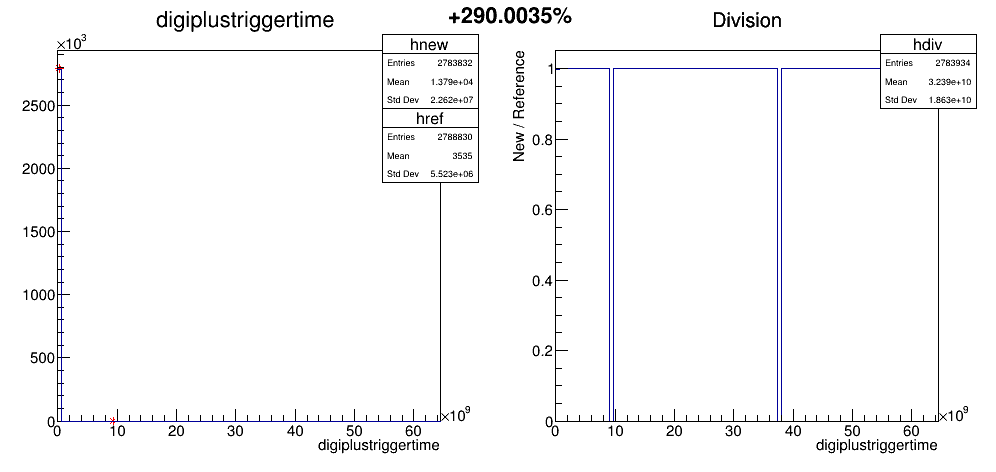 +290.0035%
digiplustriggertime
×10³
hnew
Entries 2783832
Mean 1.379e+04
Std Dev 2.262e+07
href
Entries 2788830
Mean 3535
Std Dev 5.523e+06
2500
2000
1500
1000
500
0
0 10 20 30 40 50 60
×10⁹
digiplustriggertime
Division
hdiv
Entries 2783934
Mean 3.239e+10
Std Dev 1.863e+10
New / Reference
1
0.8
0.6
0.4
0.2
0
0 10 20 30 40 50 60
×10⁹
digiplustriggertime